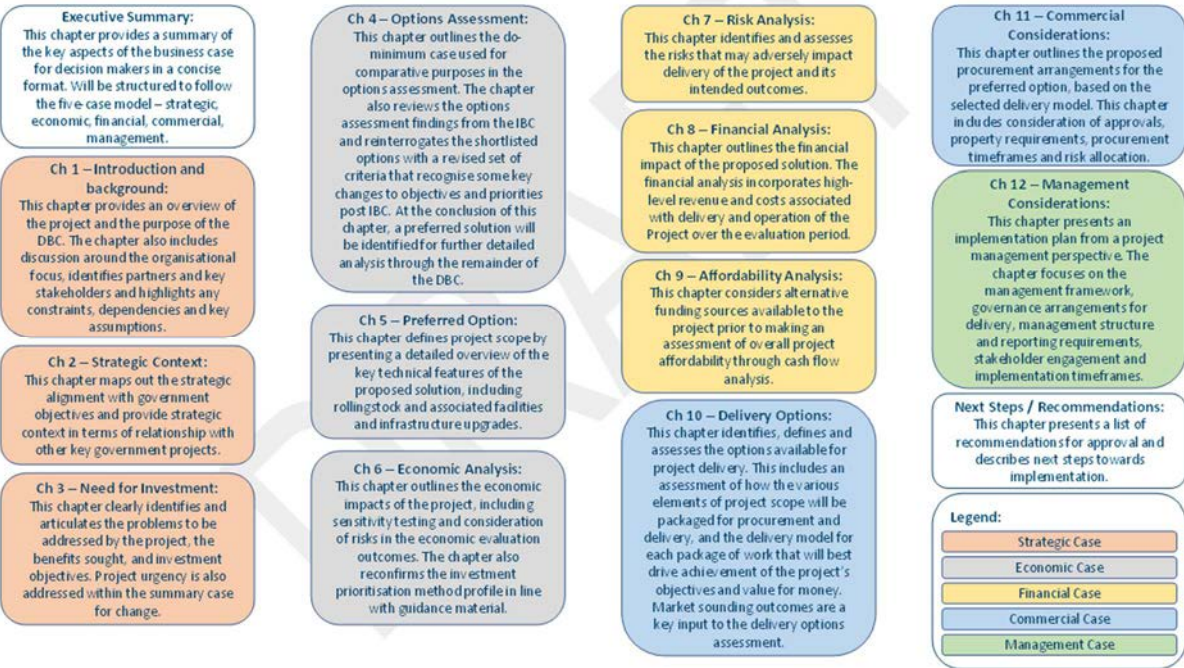 Executive Summary:
This chapter provides a summary of
the key aspects of the business case
for decision makers in a concise
format. Will be structured to follow
the five-case model – strategic,
economic, financial, commercial,
management.
Ch 1 – Introduction and
background:
This chapter provides an overview of
the project and the purpose of the
DBC. The chapter also includes
discussion around the organisational
focus, identifies partners and key
stakeholders and highlights any
constraints, dependencies and key
assumptions.
Ch 2 – Strategic Context:
This chapter maps out the strategic
alignment with government
objectives and provide strategic
context in terms of relationship with
other key government projects.
Ch 3 – Need for Investment:
This chapter clearly identifies and
articulates the problems to be
addressed by the project, the
benefits sought, and investment
objectives. Project urgency is also
addressed within the summary case
for change.
Ch 4 – Options Assessment:
This chapter outlines the do-
minimum case used for
comparative purposes in the
options assessment. The chapter
also reviews the options
assessment findings from the IBC
and reinterrogates the shortlisted
options with a revised set of
criteria that recognise some key
changes to objectives and priorities
post IBC. At the conclusion of this
chapter, a preferred solution will
be identified for further detailed
analysis through the remainder of
the DBC.
Ch 5 – Preferred Option:
This chapter defines project scope by
presenting a detailed overview of the
key technical features of the
proposed solution, including
rollingstock and associated facilities
and infrastructure upgrades.
Ch 6 – Economic Analysis:
This chapter outlines the economic
impacts of the project, including
sensitivity testing and consideration
of risks in the economic evaluation
outcomes. The chapter also
reconfirms the investment
prioritisation method profile in line
with guidance material.
Ch 7 – Risk Analysis:
This chapter identifies and assesses
the risks that may adversely impact
delivery of the project and its
intended outcomes.
Ch 8 – Financial Analysis:
This chapter outlines the financial
impact of the proposed solution. The
financial analysis incorporates high-
level revenue and costs associated
with delivery and operation of the
Project over the evaluation period.
Ch 9 – Affordability Analysis:
This chapter considers alternative
funding sources available to the
project prior to making an
assessment of overall project
affordability through cash flow
analysis.
Ch 10 – Delivery Options:
This chapter identifies, defines and
assesses the options available for
project delivery. This includes an
assessment of how the various
elements of project scope will be
packaged for procurement and
delivery, and the delivery model for
each package of work that will best
drive achievement of the project's
objectives and value for money.
Market sounding outcomes are a
key input to the delivery options
assessment.
Ch 11 – Commercial
Considerations:
This chapter outlines the proposed
procurement arrangements for the
preferred option, based on the
selected delivery model. This chapter
includes consideration of approvals,
property requirements, procurement
timeframes and risk allocation.
Ch 12 – Management
Considerations:
This chapter presents an
implementation plan from a project
management perspective. The
chapter focuses on the
management framework,
governance arrangements for
delivery, management structure
and reporting requirements,
stakeholder engagement and
implementation timeframes.
Next Steps / Recommendations:
This chapter presents a list of
recommendations for approval and
describes next steps towards
implementation.
Legend:
Strategic Case
Economic Case
Financial Case
Commercial Case
Management Case
DRAFT